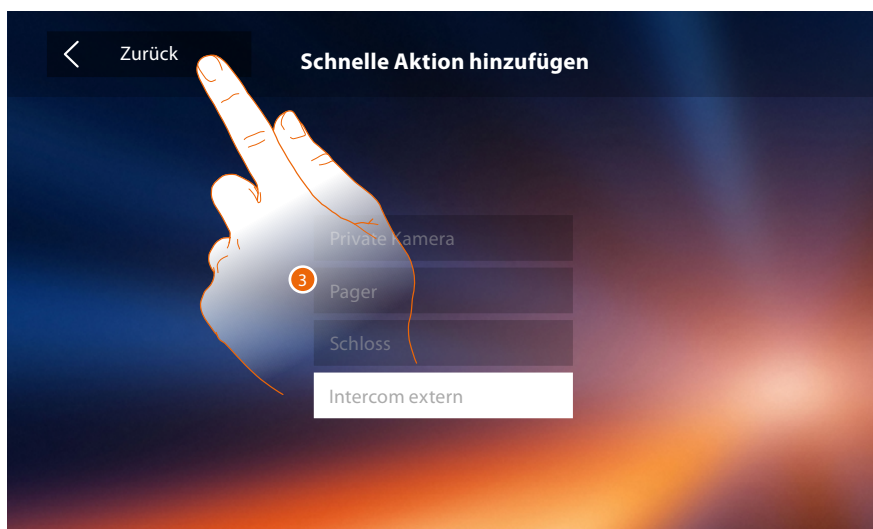 Zurück
Schnelle Aktion hinzufügen
Private Kamera
3
Pager
Schloss
Intercom extern